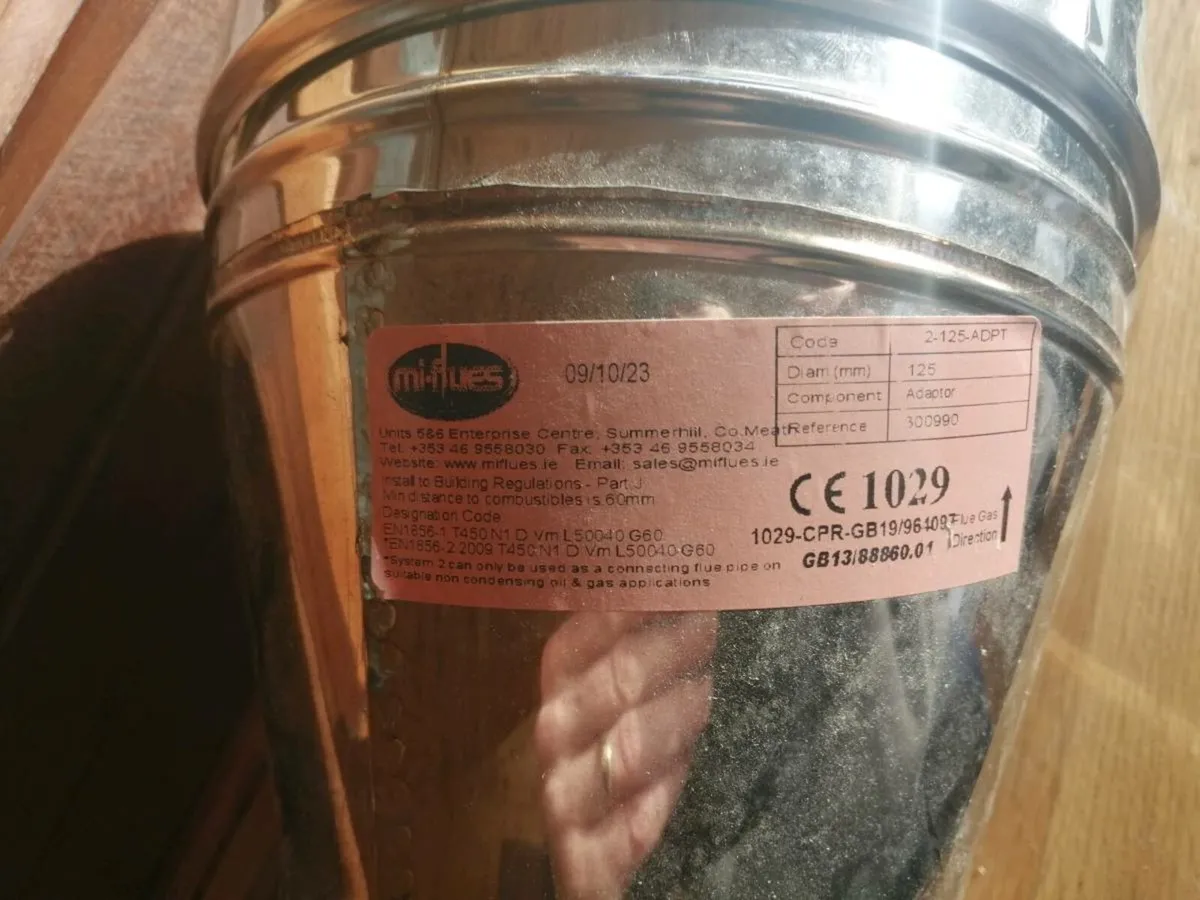 mi-flues
09/10/23
Code 2-125-ADPT
Diam (mm) 125
Component Adaptor
Reference 300990
Units 5&6 Enterprise Centre, Summerhill, Co.Meath
Tel: +353 46 9558030 Fax: +353 46 9558034
Website: www.miflues.ie Email: sales@miflues.ie
Install to Building Regulations - Part J
Min distance to combustibles is 60mm
Designation Code
EN1856-1 T450 N1 D Vm L50040 G60
*EN1856-2:2009 T450 N1 D Vm L50040 G60
*System 2 can only be used as a connecting flue pipe on
suitable non condensing oil & gas applications
CE 1029
1029-CPR-GB19/964097
GB13/88860.01
Flue Gas
Direction